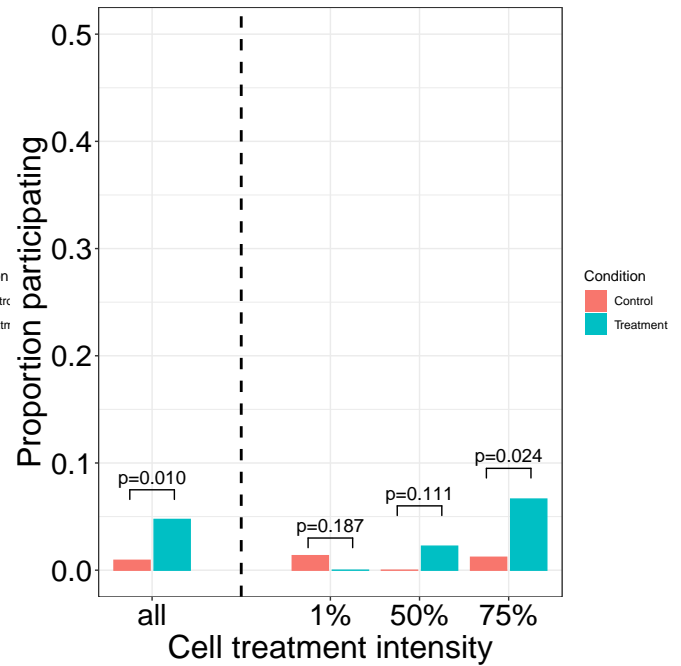 Proportion participating
0.5
0.4
0.3
0.2
0.1
0.0
p=0.010
p=0.187
p=0.111
p=0.024
all
1%
50%
75%
Cell treatment intensity
Condition
Control
Treatment